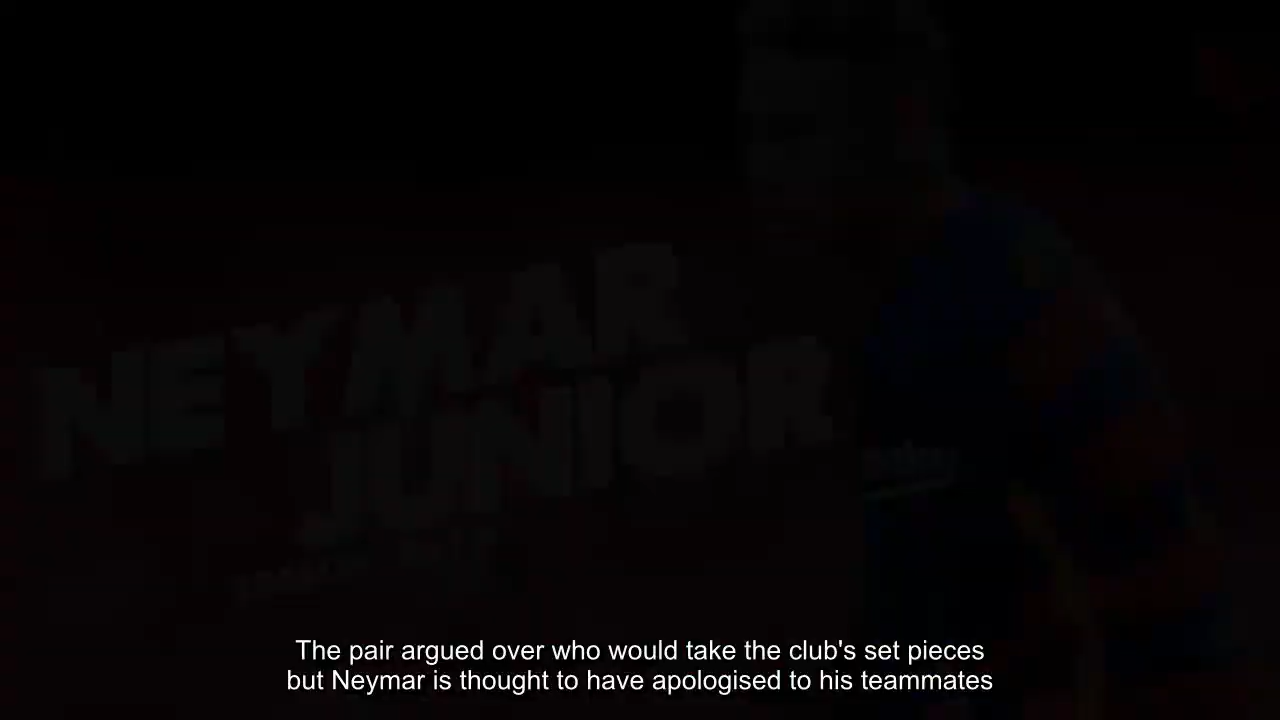 NEYMAR
JUNIOR
The pair argued over who would take the club's set pieces
but Neymar is thought to have apologised to his teammates